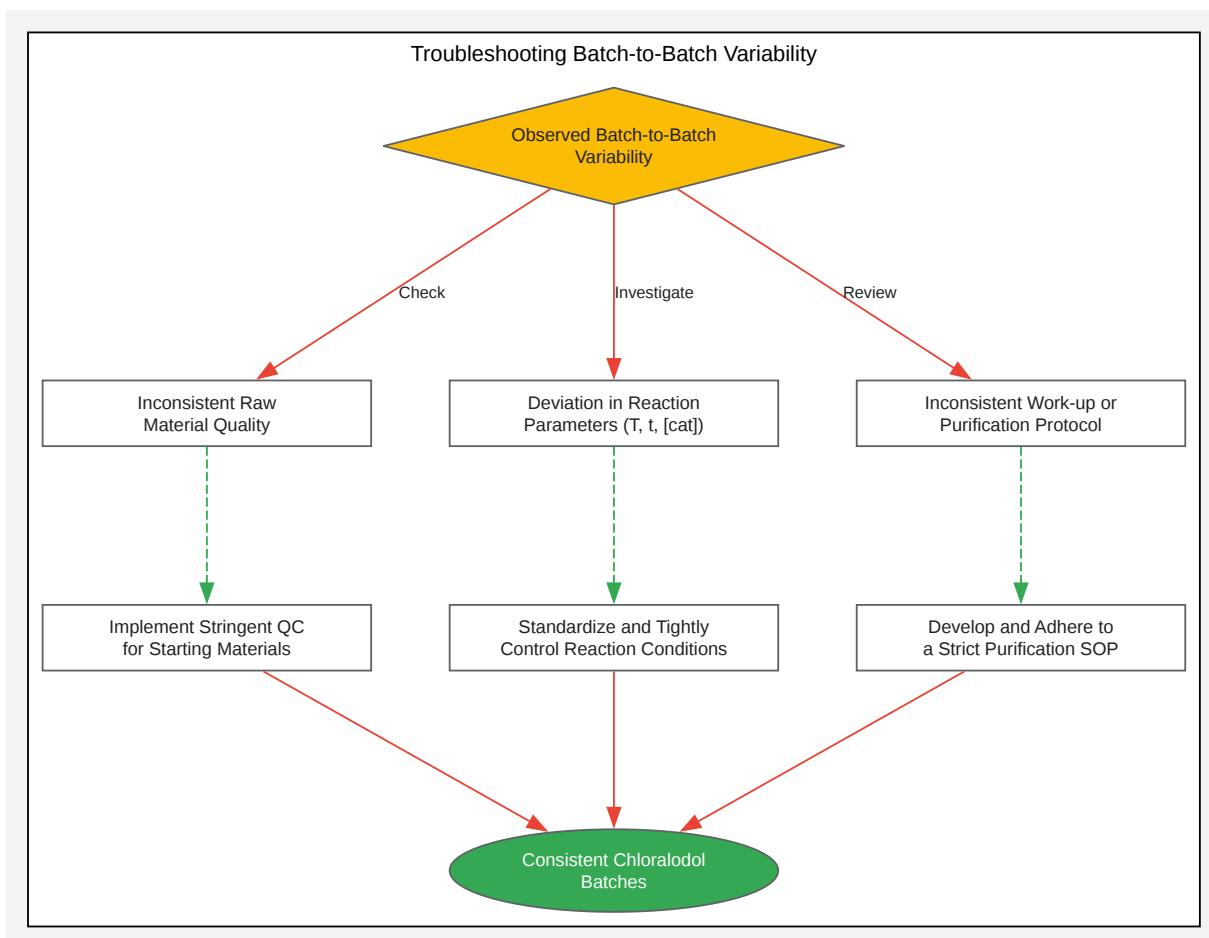 Troubleshooting Batch-to-Batch Variability
Observed Batch-to-Batch
Variability
Check
Investigate
Review
Inconsistent Raw
Material Quality
Deviation in Reaction
Parameters (T, t, [cat])
Inconsistent Work-up or
Purification Protocol
Implement Stringent QC
for Starting Materials
Standardize and Tightly
Control Reaction Conditions
Develop and Adhere to
a Strict Purification SOP
Consistent Chloralodol
Batches